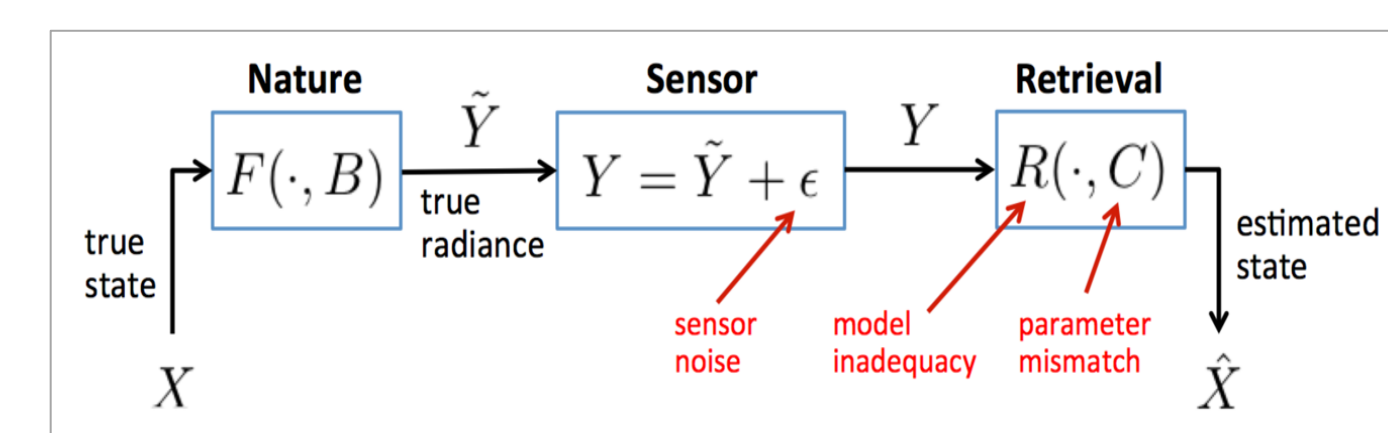 Nature
Sensor
Retrieval
Ỹ
Y
F(·, B)
Y = Ỹ + ϵ
R(·, C)
true
radiance
true
state
estimated
state
sensor
noise
model
inadequacy
parameter
mismatch
X
X̂